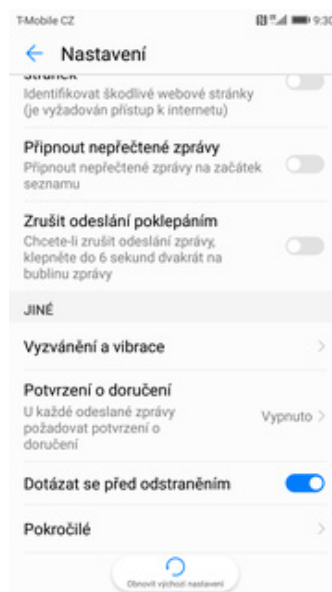 T-Mobile CZ 9:30
Nastavení
stránek
Identifikovat škodlivé webové stránky
(je vyžadován přístup k internetu)
Připnout nepřečtené zprávy
Připnout nepřečtené zprávy na začátek
seznamu
Zrušit odeslání poklepáním
Chcete-li zrušit odeslání zprávy,
klepněte do 6 sekund dvakrát na
bublinu zprávy
JINÉ
Vyzvánění a vibrace
Potvrzení o doručení
U každé odeslané zprávy
požadovat potvrzení o
doručení
Vypnuto
Dotázat se před odstraněním
Pokročilé
Obnovit výchozí nastavení